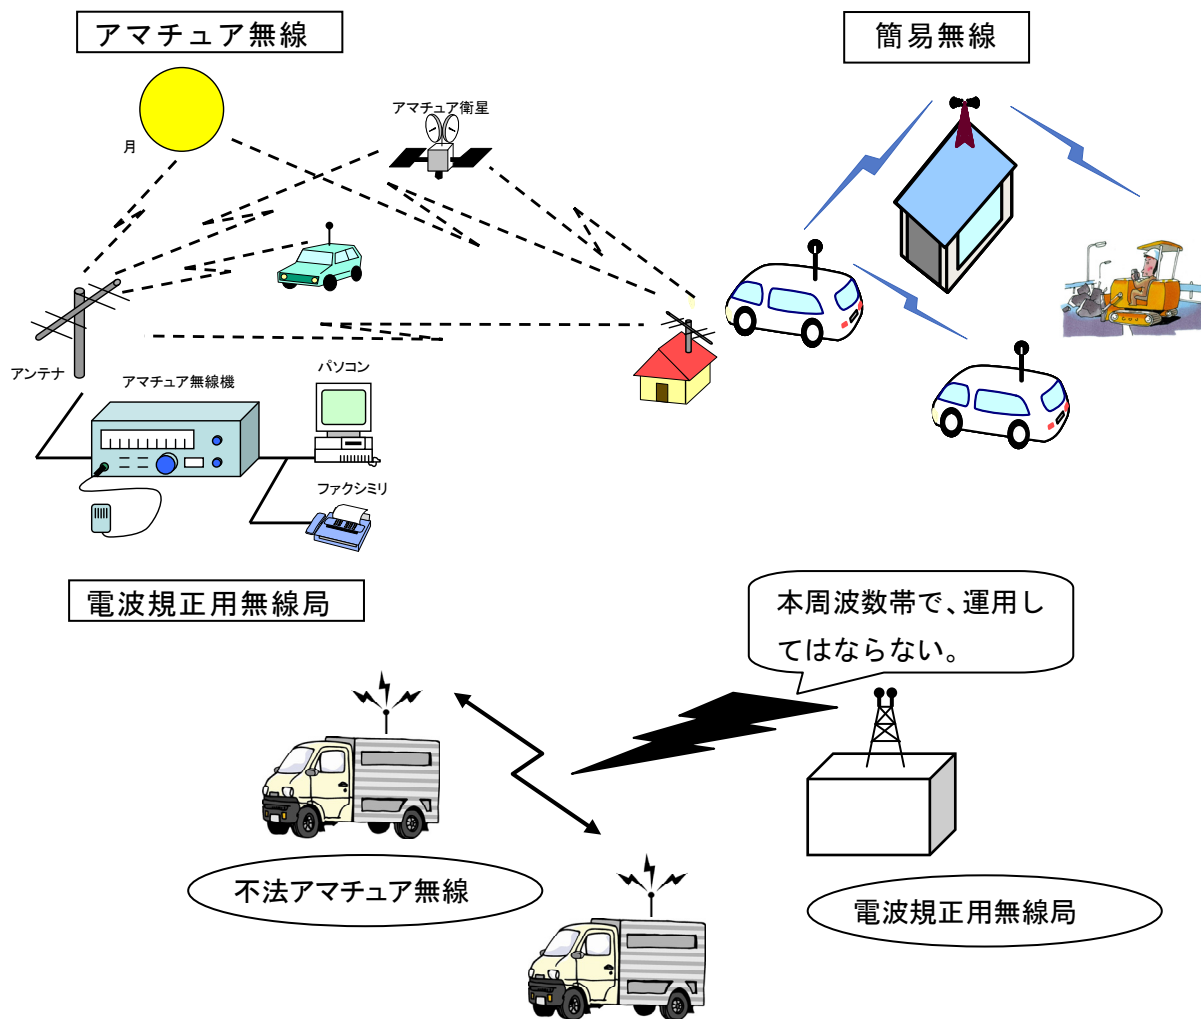 アマチュア無線
簡易無線
月
アマチュア衛星
アンテナ
アマチュア無線機
パソコン
ファクシミリ
電波規正用無線局
本周波数帯で、運用し
てはならない。
不法アマチュア無線
電波規正用無線局